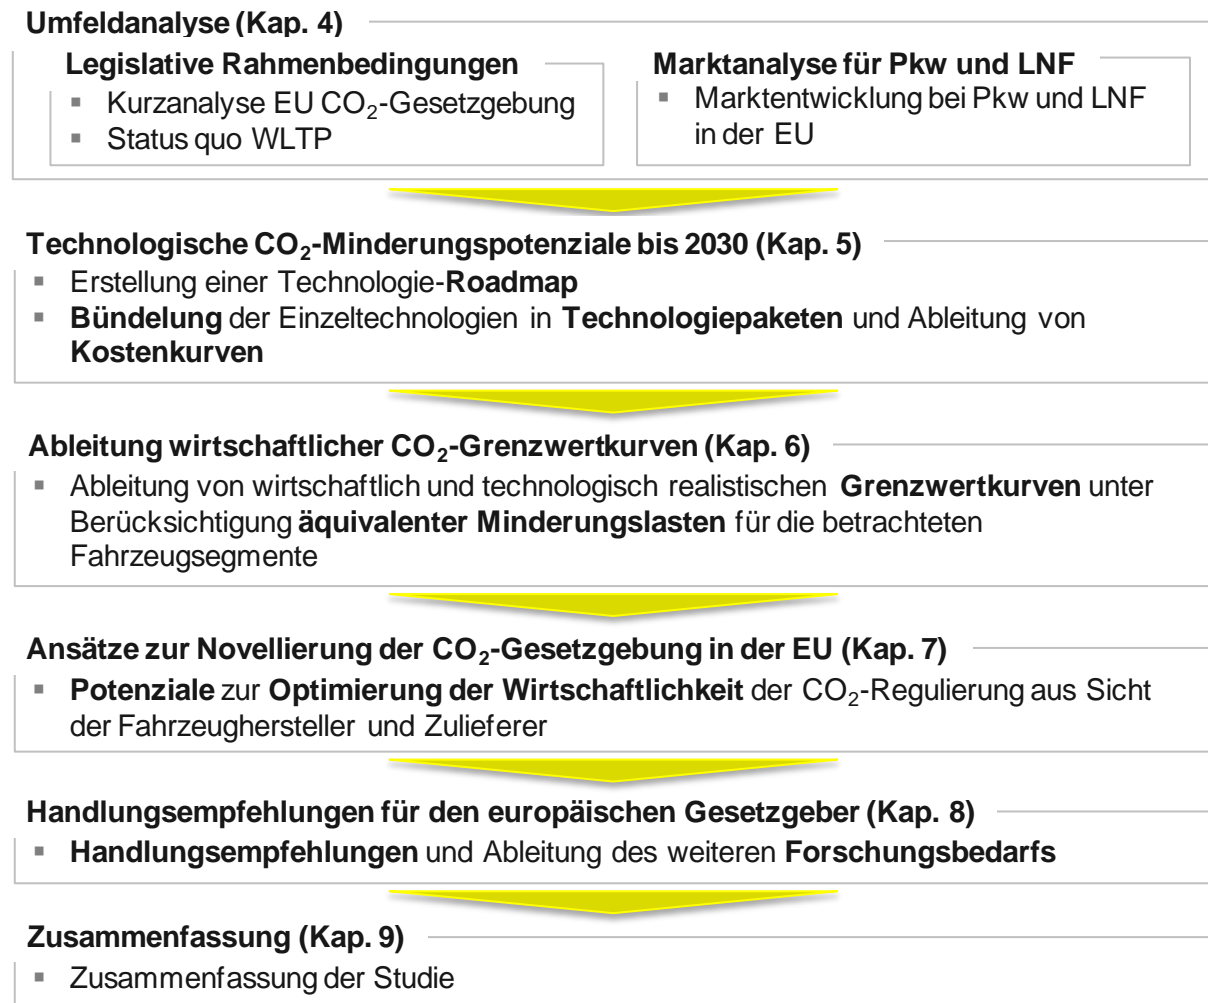 Umfeldanalyse (Kap. 4)
Legislative Rahmenbedingungen
▪ Kurzanalyse EU CO₂-Gesetzgebung
▪ Status quo WLTP
Marktanalyse für Pkw und LNF
▪ Marktentwicklung bei Pkw und LNF
in der EU
Technologische CO₂-Minderungspotenziale bis 2030 (Kap. 5)
▪ Erstellung einer Technologie-Roadmap
▪ Bündelung der Einzeltechnologien in Technologiepaketen und Ableitung von
Kostenkurven
Ableitung wirtschaftlicher CO₂-Grenzwertkurven (Kap. 6)
▪ Ableitung von wirtschaftlich und technologisch realistischen Grenzwertkurven unter
Berücksichtigung äquivalenter Minderungslasten für die betrachteten
Fahrzeugsegmente
Ansätze zur Novellierung der CO₂-Gesetzgebung in der EU (Kap. 7)
▪ Potenziale zur Optimierung der Wirtschaftlichkeit der CO₂-Regulierung aus Sicht
der Fahrzeughersteller und Zulieferer
Handlungsempfehlungen für den europäischen Gesetzgeber (Kap. 8)
▪ Handlungsempfehlungen und Ableitung des weiteren Forschungsbedarfs
Zusammenfassung (Kap. 9)
▪ Zusammenfassung der Studie